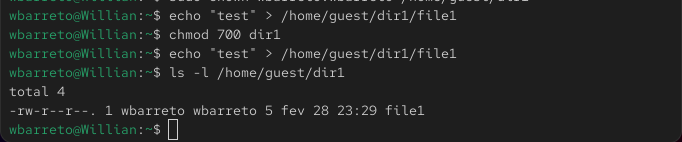 wbarreto@Willian:~$ echo "test" > /home/guest/dir1/file1
wbarreto@Willian:~$ chmod 700 dir1
wbarreto@Willian:~$ echo "test" > /home/guest/dir1/file1
wbarreto@Willian:~$ ls -l /home/guest/dir1
total 4
-rw-r--r--. 1 wbarreto wbarreto 5 fev 28 23:29 file1
wbarreto@Willian:~$